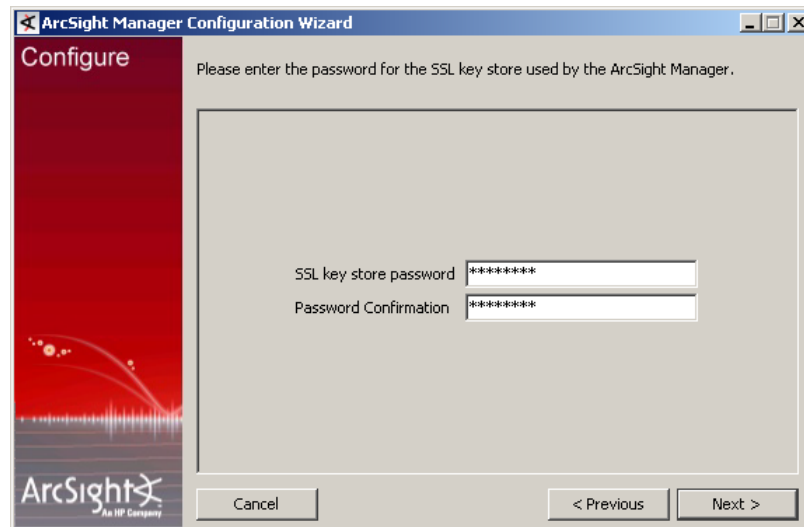 ArcSight Manager Configuration Wizard
Configure
Please enter the password for the SSL key store used by the ArcSight Manager.
SSL key store password ********
Password Confirmation ********
ArcSight
An HP Company
Cancel < Previous Next >